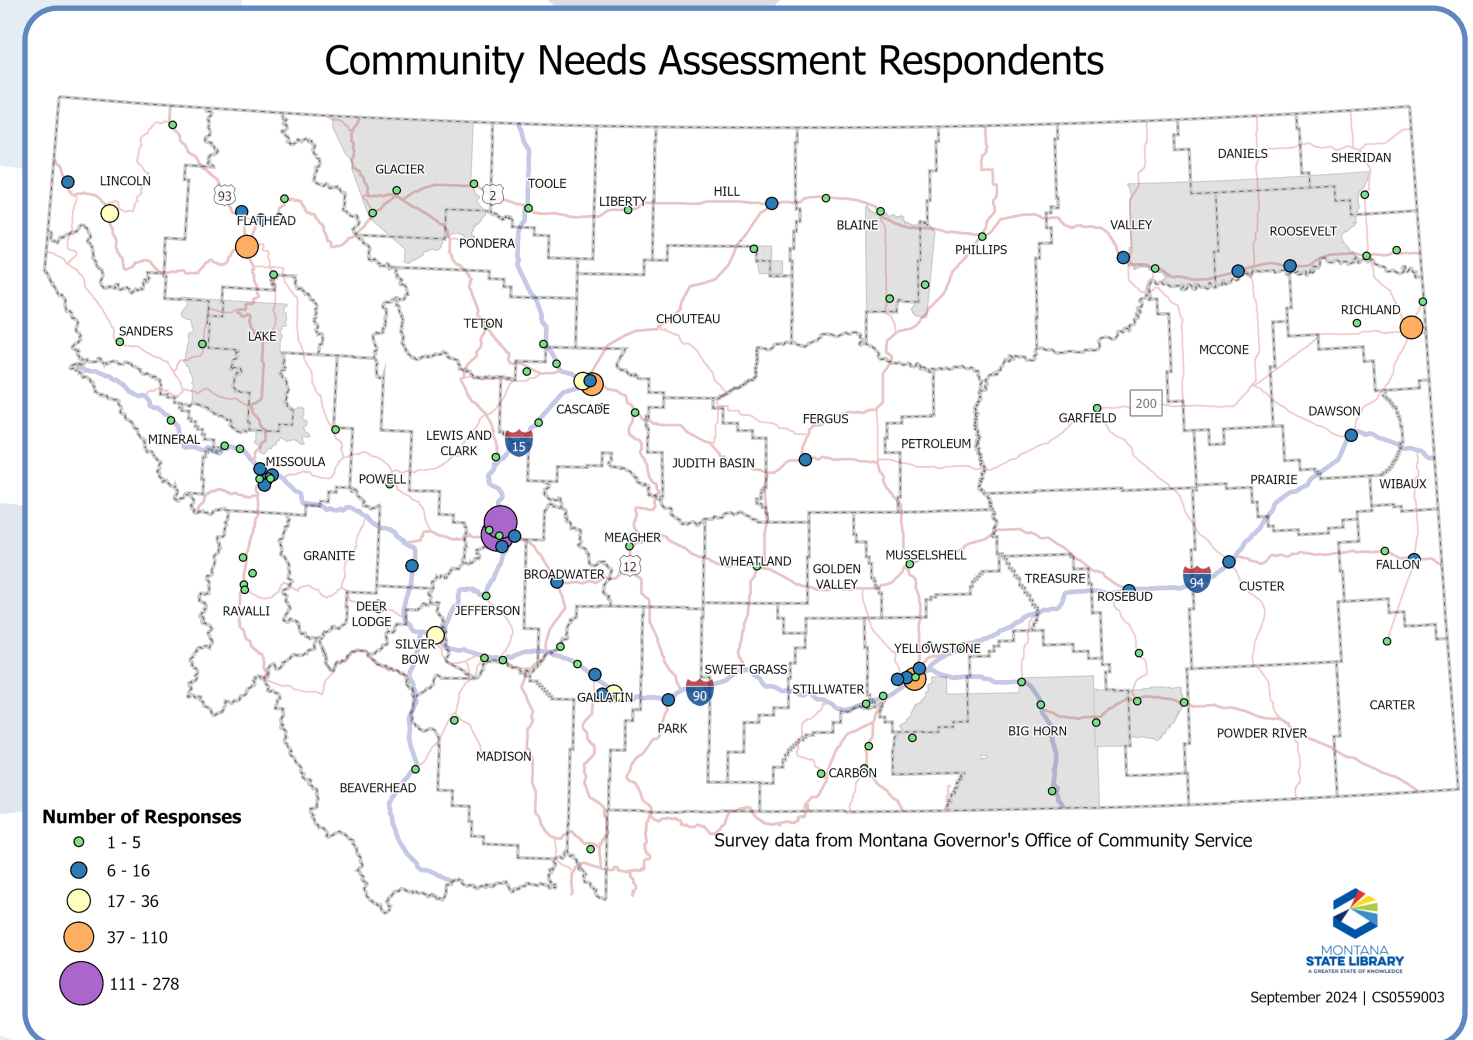 Community Needs Assessment Respondents
DANIELS
SHERIDAN
GLACIER
LINCOLN
TOOLE
93
2
HILL
LIBERTY
FLATHEAD
BLAINE
VALLEY
ROOSEVELT
PONDERA
PHILLIPS
RICHLAND
CHOUTEAU
TETON
SANDERS
LAKE
MCCONE
200
CASCADE
DAWSON
FERGUS
GARFIELD
MINERAL
LEWIS AND
CLARK
15
PETROLEUM
MISSOULA
JUDITH BASIN
POWELL
PRAIRIE
WIBAUX
MEAGHER
GRANITE
12
WHEATLAND
MUSSELSHELL
GOLDEN
VALLEY
BROADWATER
FALLON
TREASURE
94
CUSTER
ROSEBUD
RAVALLI
DEER
LODGE
JEFFERSON
SILVER
BOW
YELLOWSTONE
SWEET GRASS
STILLWATER
GALLATIN
90
PARK
CARTER
BIG HORN
POWDER RIVER
MADISON
CARBON
BEAVERHEAD
Number of Responses
1 - 5
6 - 16
17 - 36
37 - 110
111 - 278
Survey data from Montana Governor's Office of Community Service
MONTANA
STATE LIBRARY
A GREATER STATE OF KNOWLEDGE
September 2024 | CS0559003